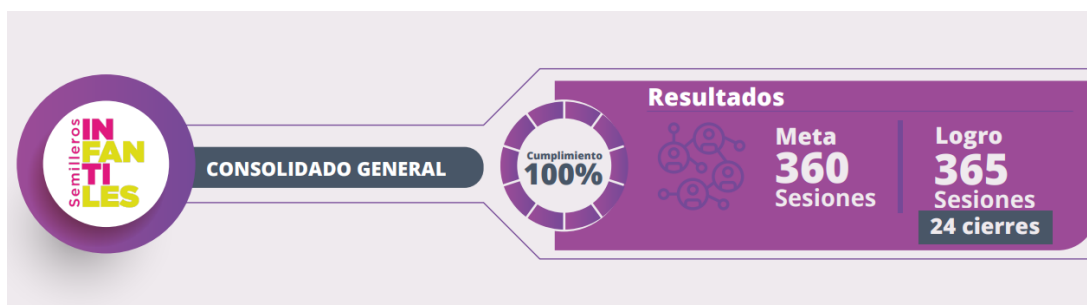 Semilleros
IN
FAN
TI
LES
CONSOLIDADO GENERAL
Cumplimiento
100%
Resultados
Meta
360
Sesiones
Logro
365
Sesiones
24 cierres